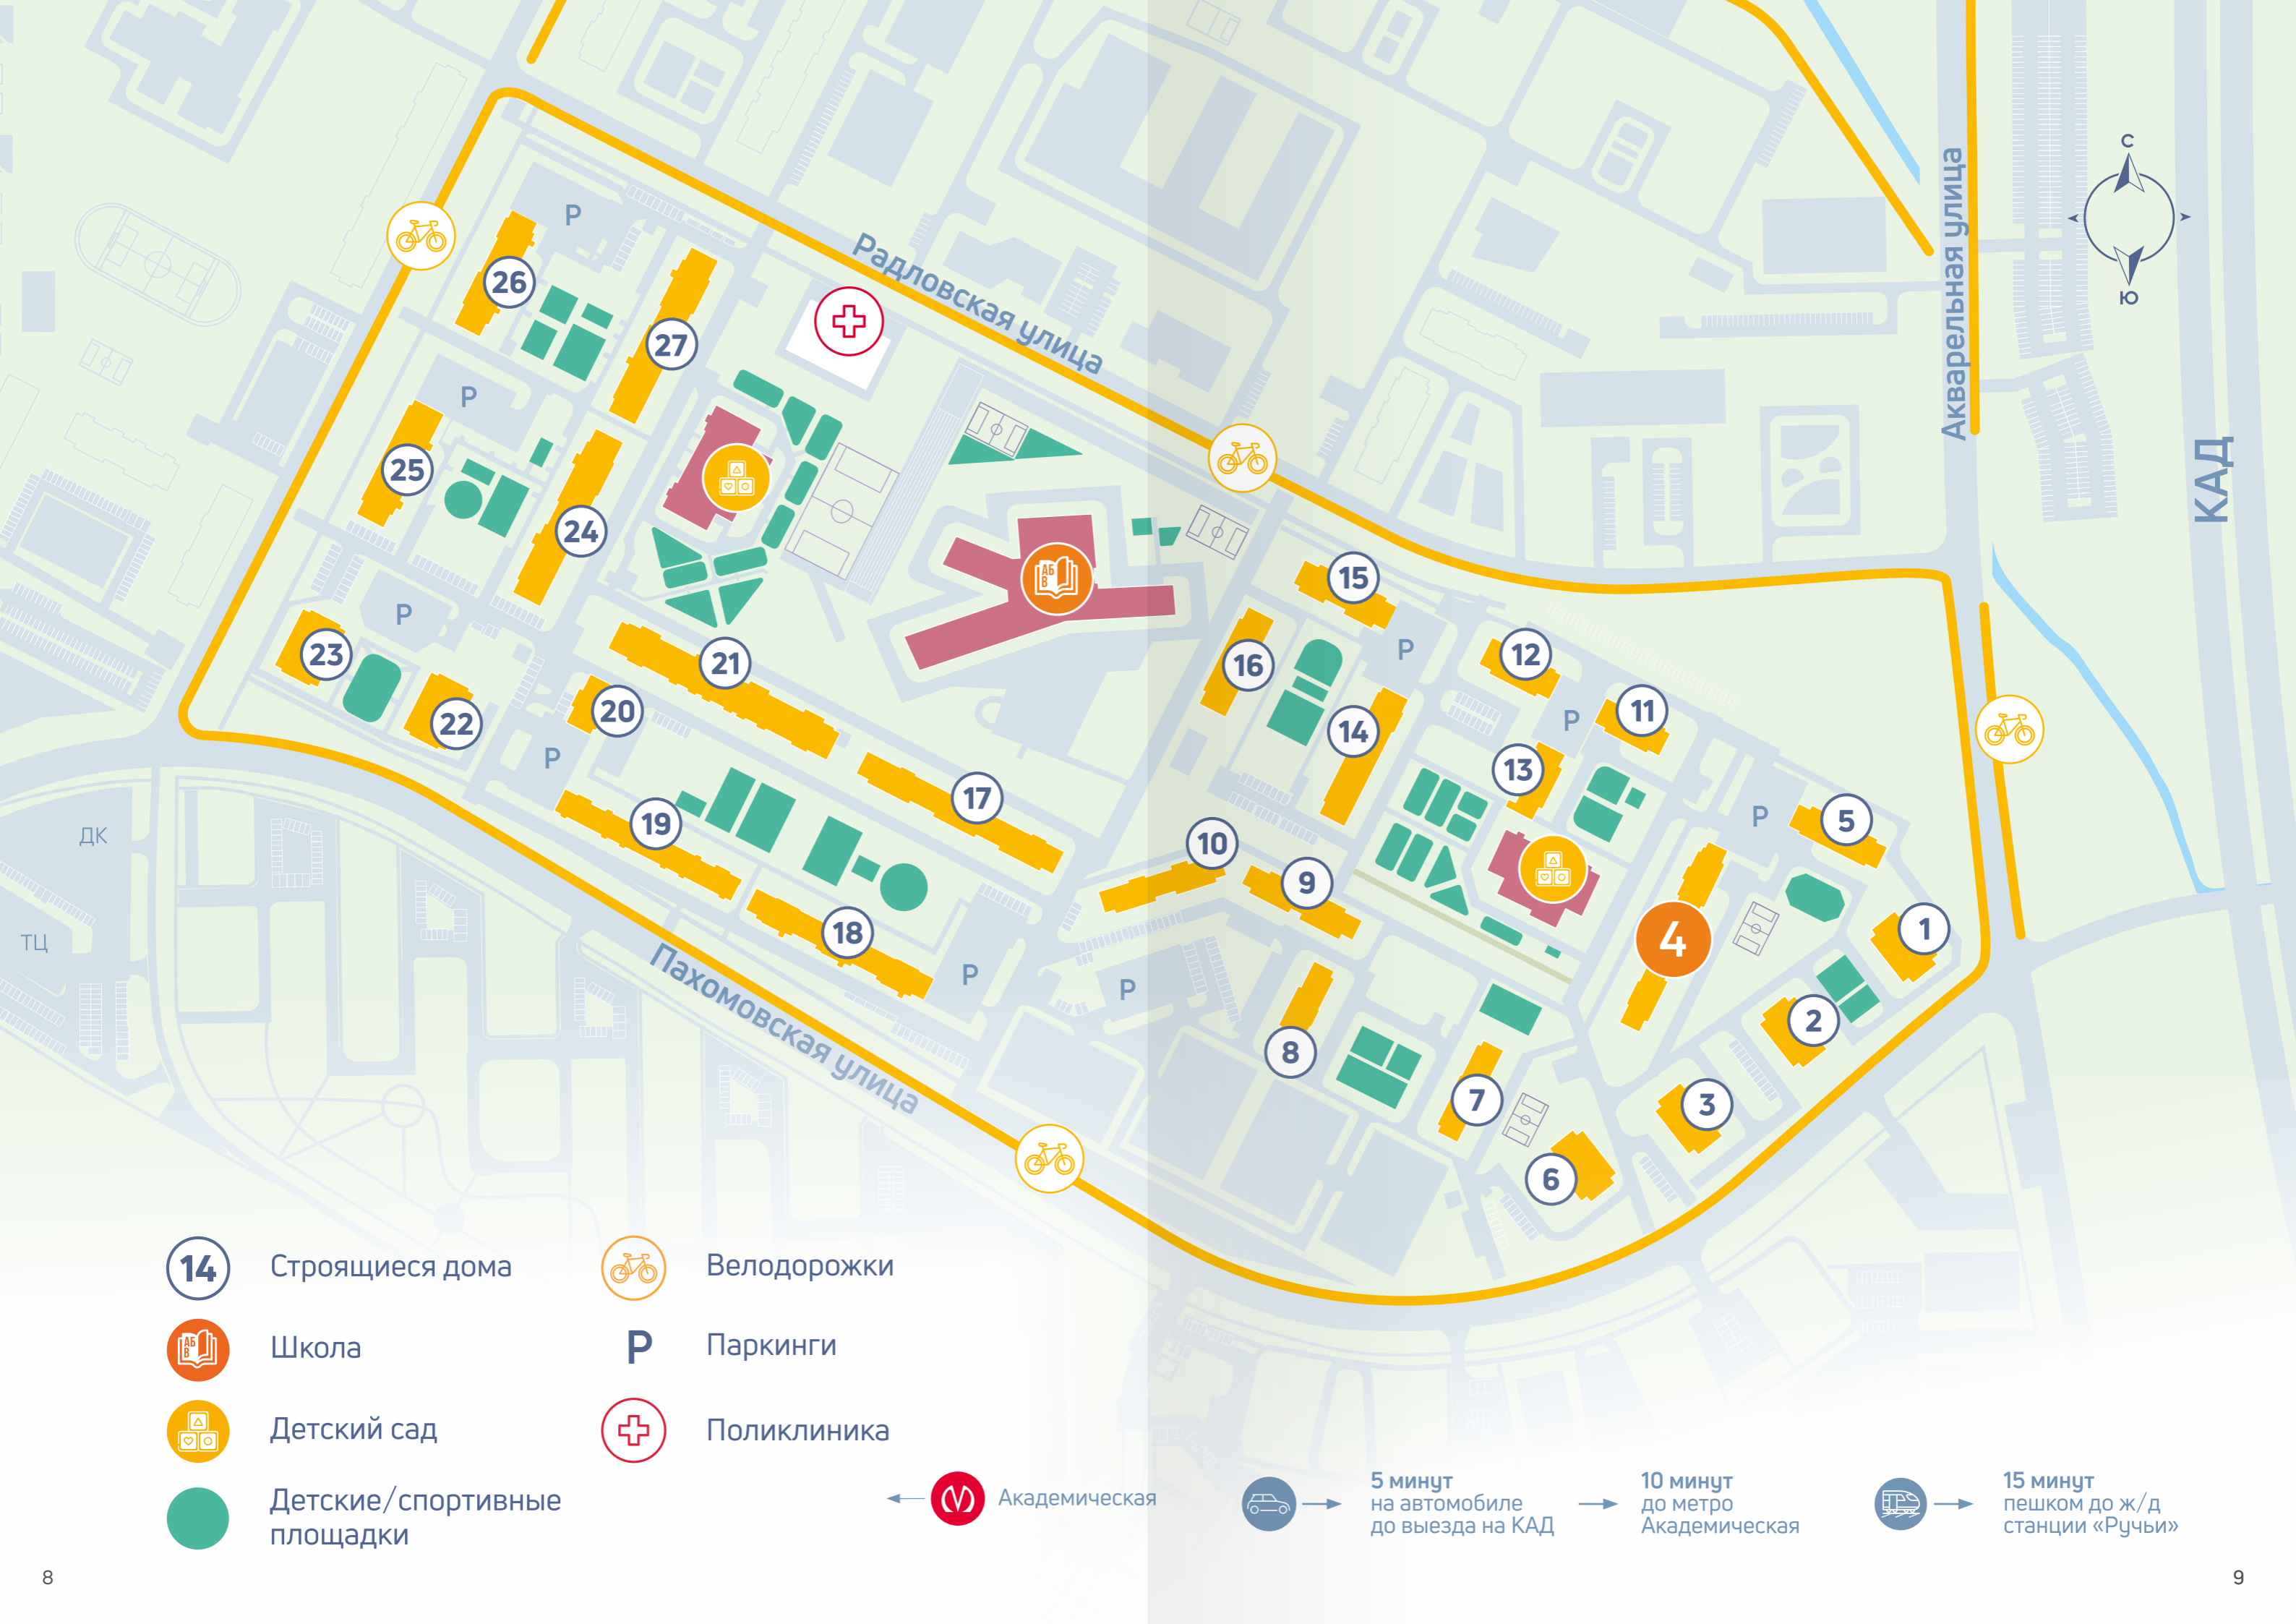 С
Ю
Радловская улица
Акварельная улица
КАД
Пахомовская улица
P
26
27
P
25
24
P
23
22
21
20
P
19
18
17
АБ
В
P
P
16
15
P
14
12
P
11
13
10
9
P
5
4
1
2
3
8
7
6
ДК
ТЦ
14 Строящиеся дома
АБ
В
Школа
Детский сад
Детские/спортивные
площадки
Велодорожки
P Паркинги
Поликлиника
Академическая
5 минут
на автомобиле
до выезда на КАД
10 минут
до метро
Академическая
15 минут
пешком до ж/д
станции «Ручьи»
8
9